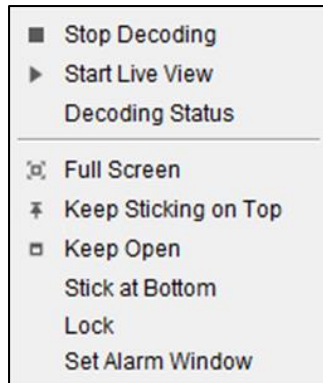 Stop Decoding
Start Live View
Decoding Status
Full Screen
Keep Sticking on Top
Keep Open
Stick at Bottom
Lock
Set Alarm Window